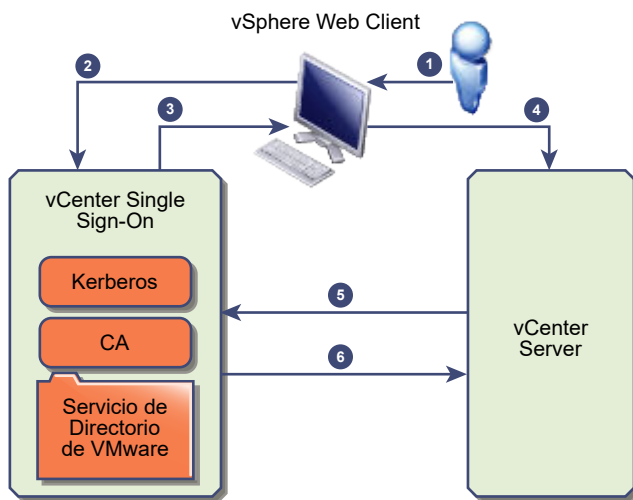 vSphere Web Client
1
2
3
4
vCenter Single
Sign-On
Kerberos
CA
Servicio de
Directorio
de VMware
5
6
vCenter
Server